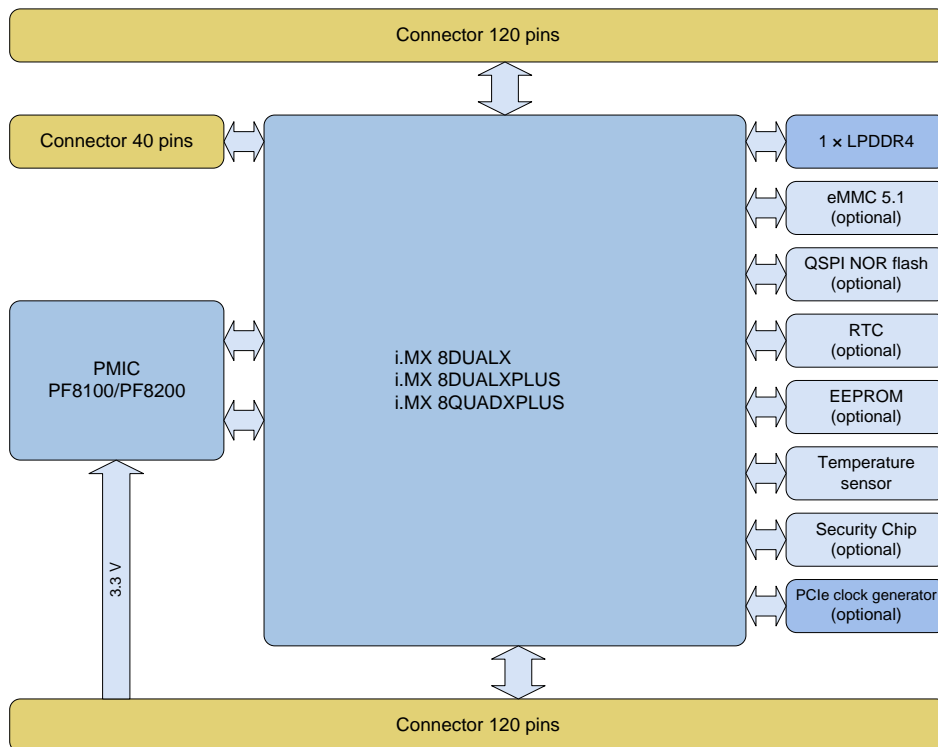 Connector 120 pins
Connector 40 pins
1 × LPDDR4
eMMC 5.1
(optional)
QSPI NOR flash
(optional)
PMIC
PF8100/PF8200
i.MX 8DUALX
i.MX 8DUALXPLUS
i.MX 8QUADXPLUS
RTC
(optional)
EEPROM
(optional)
Temperature
sensor
Security Chip
(optional)
PCIe clock generator
(optional)
3.3 V
Connector 120 pins